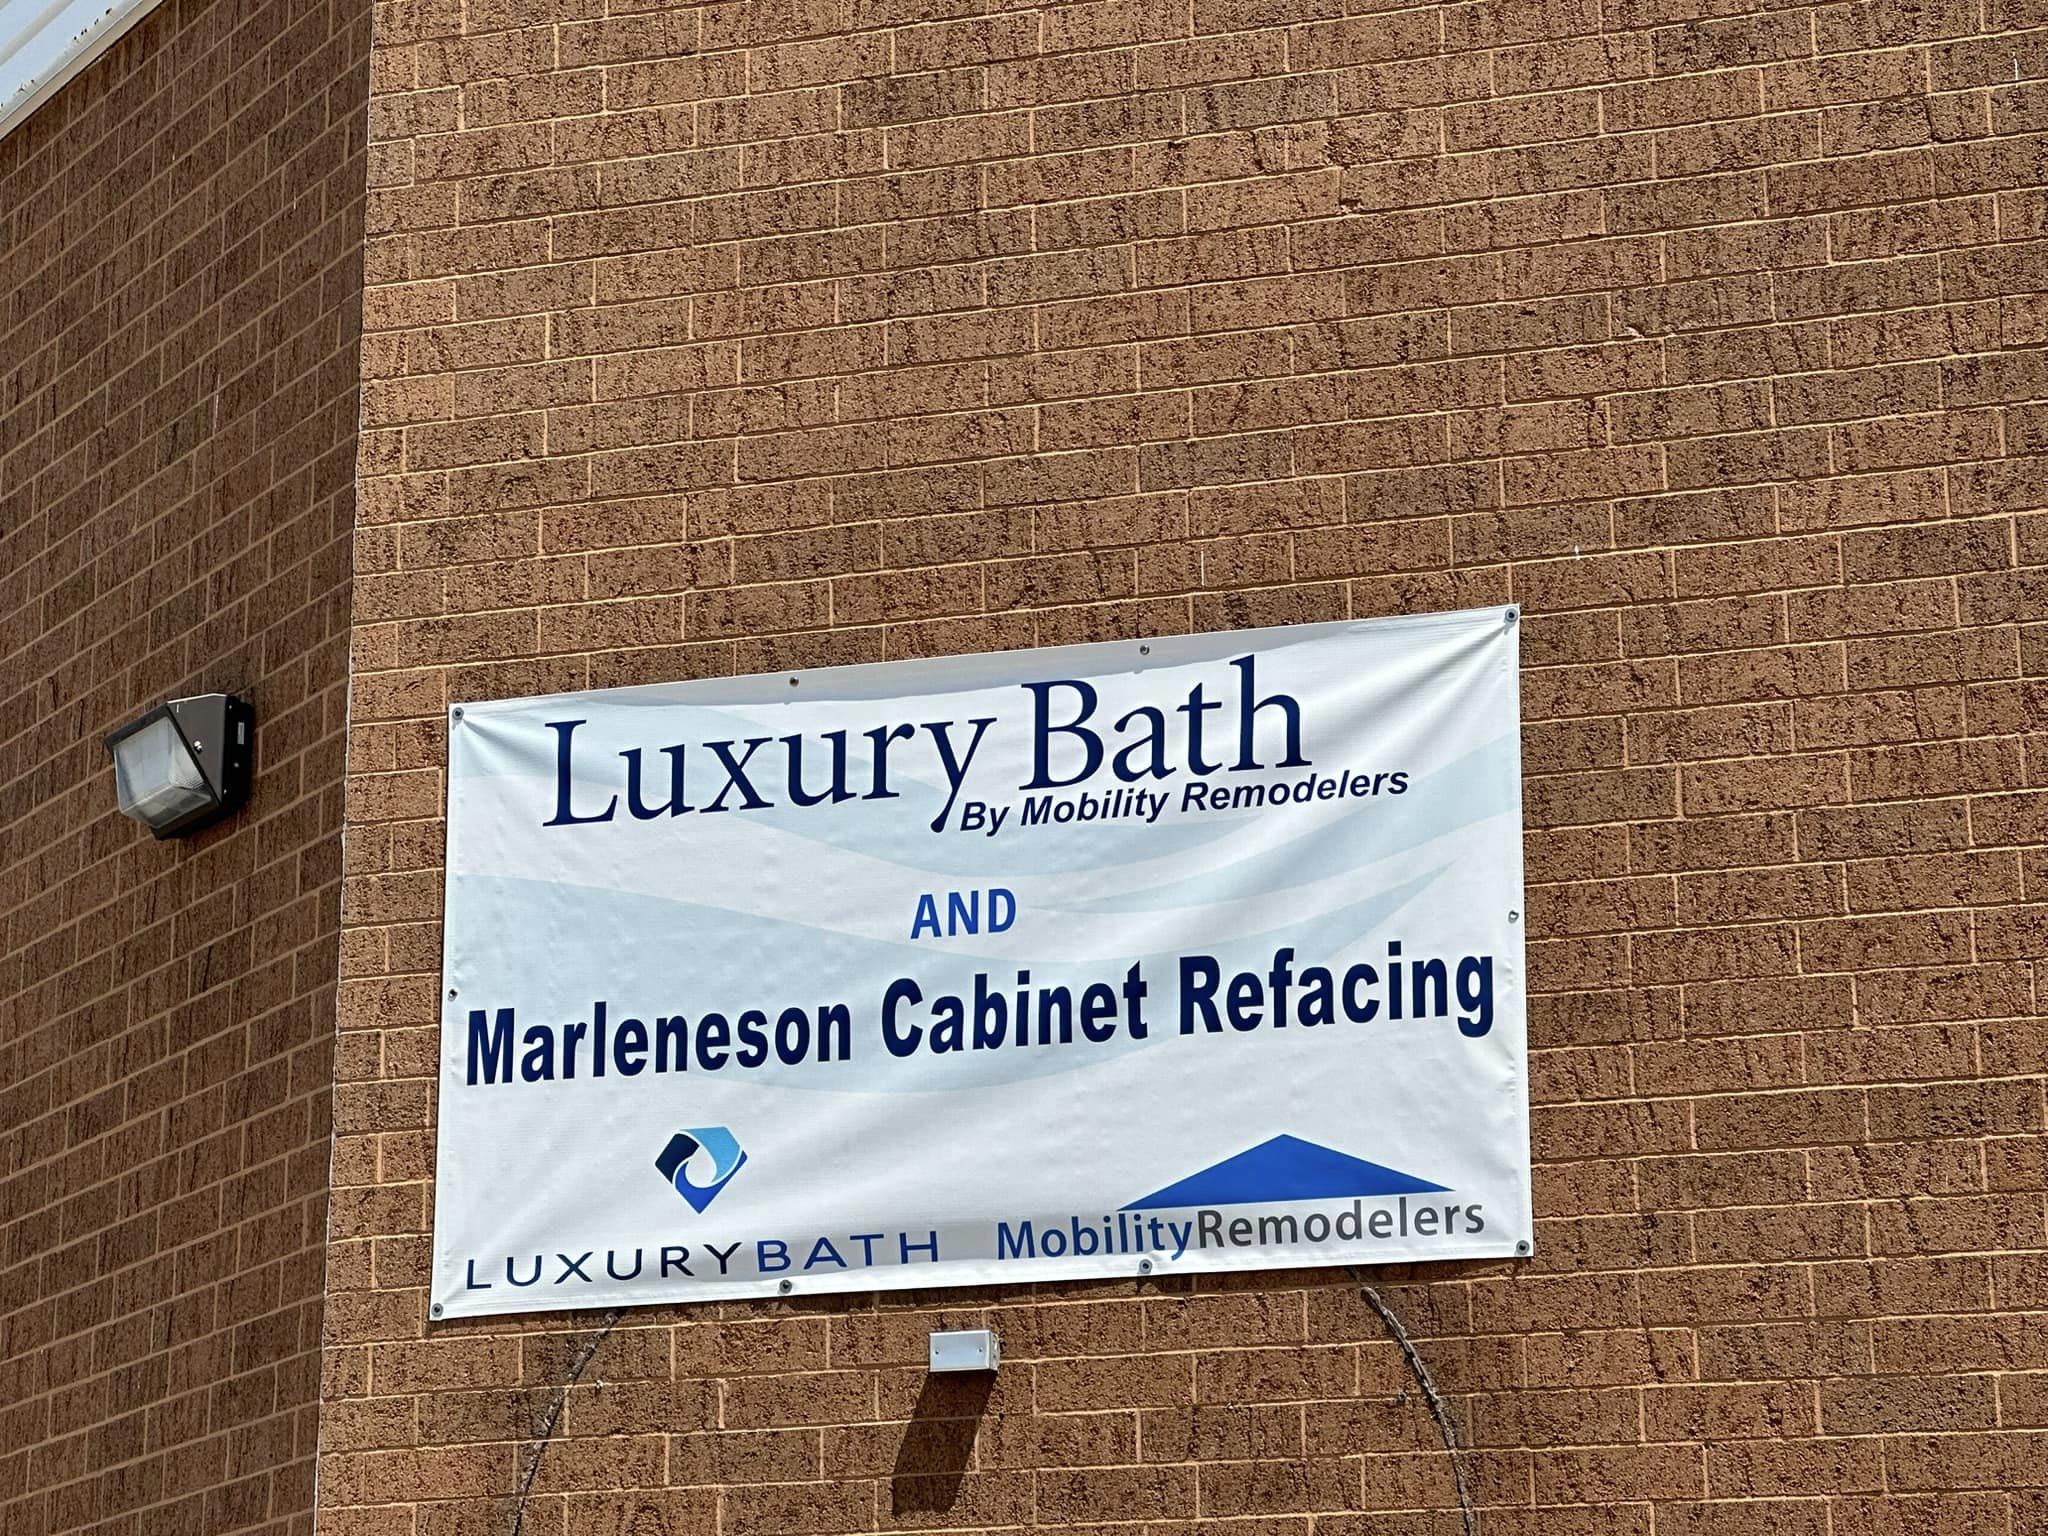 Luxury Bath
By Mobility Remodelers
AND
Marleneson Cabinet Refacing
LUXURYBATH
MobilityRemodelers